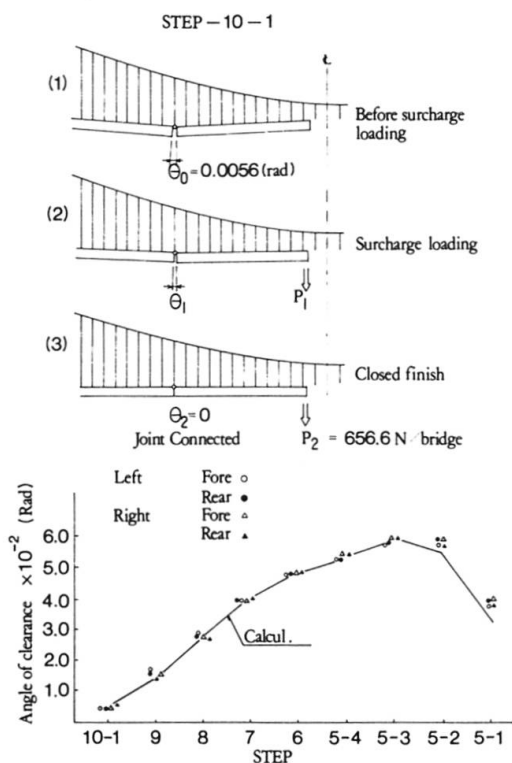 STEP-10-1
℄
(1)
Before surcharge
loading
θ0=0.0056(rad)
(2)
Surcharge loading
θ1
P1
(3)
Closed finish
θ2=0
Joint Connected
P2 = 656.6 N/bridge
Left Fore ○
Rear ●
Right Fore △
Rear ▲
Angle of clearance ×10-2 (Rad)
6.0
5.0
4.0
3.0
2.0
1.0
Calcul.
10-1 9 8 7 6 5-4 5-3 5-2 5-1
STEP